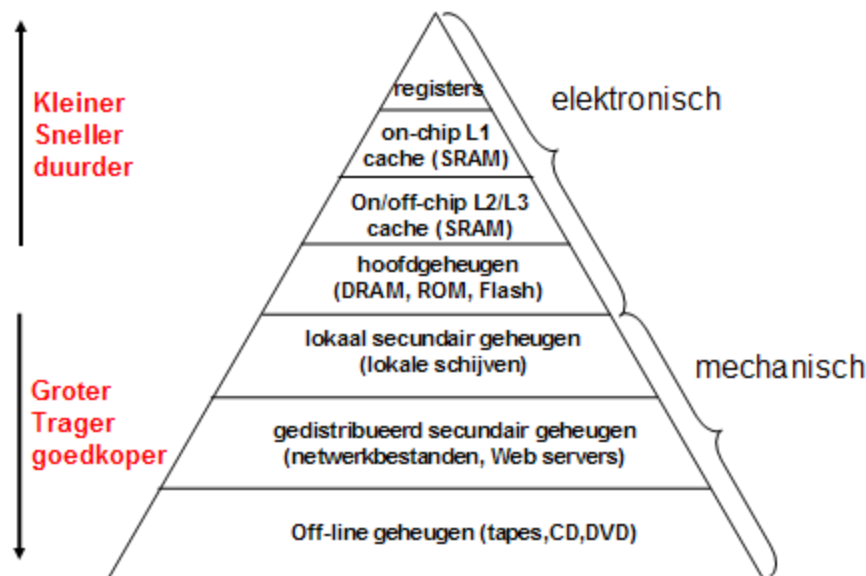 registers
on-chip L1
cache (SRAM)
On/off-chip L2/L3
cache (SRAM)
hoofdgeheugen
(DRAM, ROM, Flash)
lokaal secundair geheugen
(lokale schijven)
gedistribueerd secundair geheugen
(netwerkbestanden, Web servers)
Off-line geheugen (tapes,CD,DVD)
Kleiner
Sneller
duurder
Groter
Trager
goedkoper
elektronisch
mechanisch